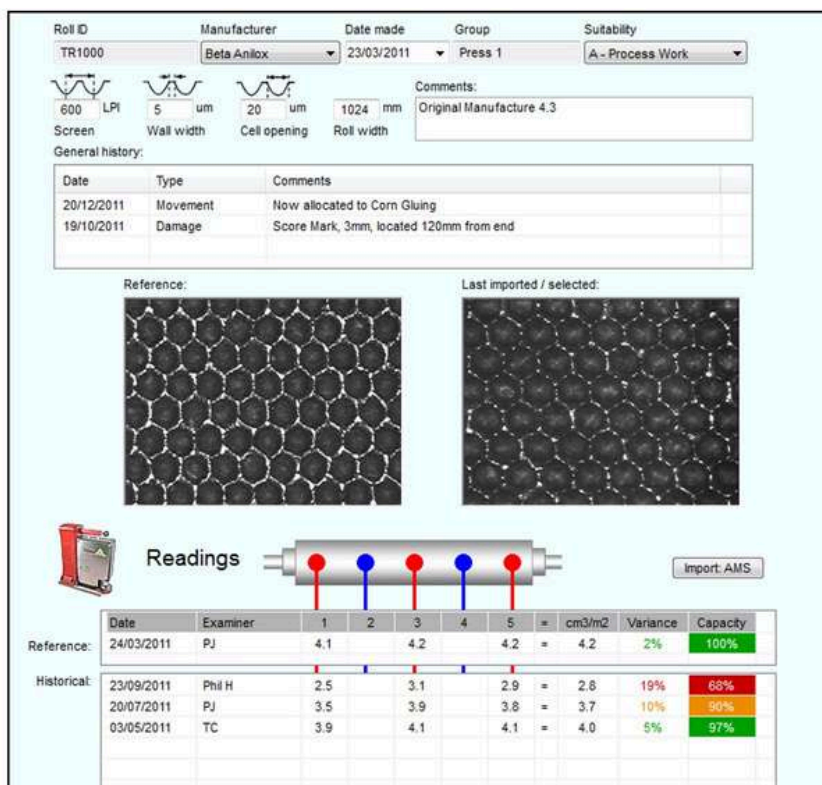 Roll ID Manufacturer Date made Group Suitability
TR1000 Beta Anilox 23/03/2011 Press 1 A - Process Work
Comments:
600 LPI 5 um 20 um 1024 mm Original Manufacture 4.3
Screen Wall width Cell opening Roll width
General history:
Date Type Comments
20/12/2011 Movement Now allocated to Corn Gluing
19/10/2011 Damage Score Mark, 3mm, located 120mm from end
Reference: Last imported / selected:
Readings Import: AMS
Date Examiner 1 2 3 4 5 = cm3/m2 Variance Capacity
Reference: 24/03/2011 PJ 4.1 4.2 4.2 = 4.2 2% 100%
Historical: 23/09/2011 Phil H 2.5 3.1 2.9 = 2.8 19% 68%
20/07/2011 PJ 3.5 3.9 3.8 = 3.7 10% 90%
03/05/2011 TC 3.9 4.1 4.1 = 4.0 5% 97%